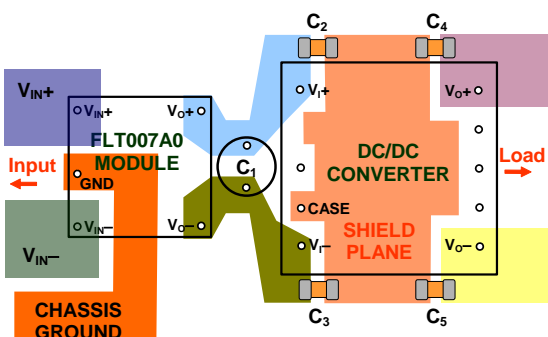 C2
C4
VIN+
VIN+
VO+
VI+
VO+
FLT007A0
MODULE
DC/DC
CONVERTER
Input
Load
C1
GND
CASE
VIN–
VIN–
VO–
VI–
SHIELD
PLANE
VO–
CHASSIS
GROUND
C3
C5